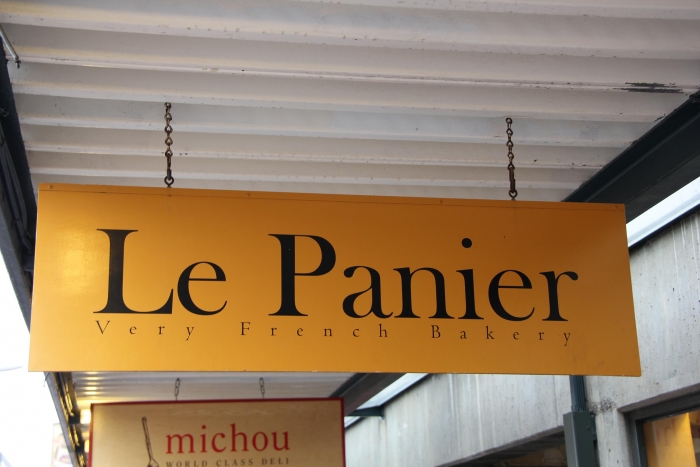 Le Panier
Very French Bakery
michou
WORLD CLASS DELI